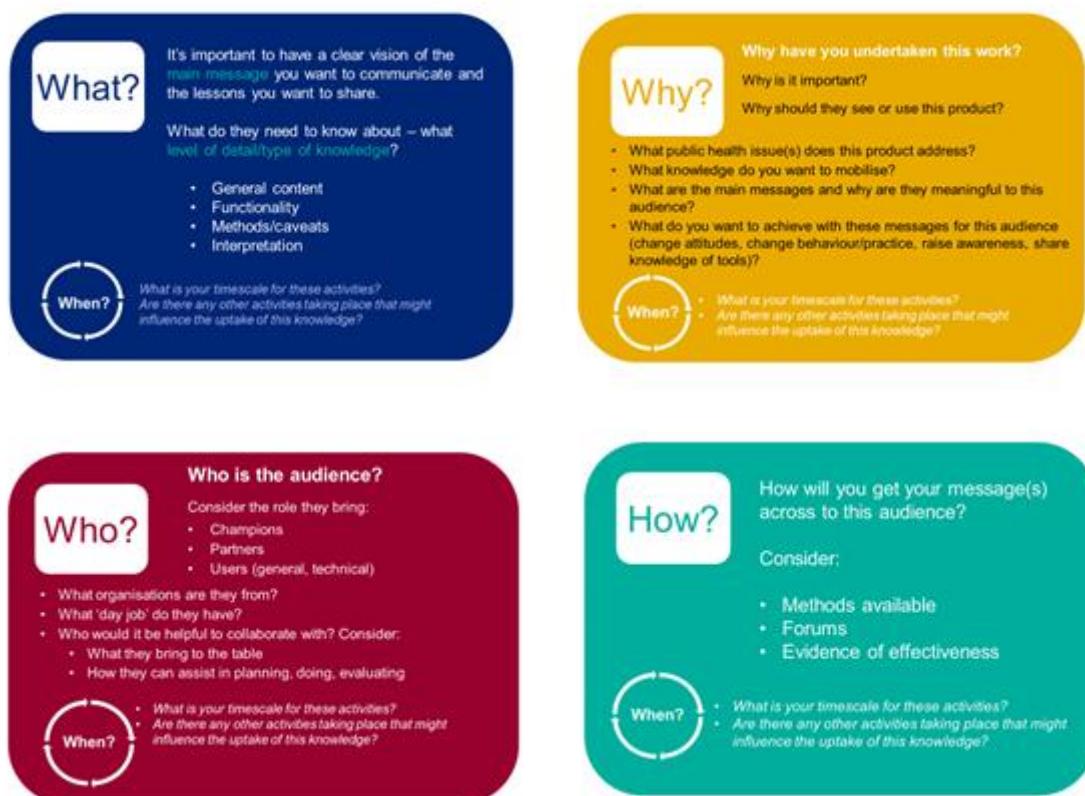 What?
It's important to have a clear vision of the
main message you want to communicate and
the lessons you want to share.
What do they need to know about – what
level of detail/type of knowledge?
• General content
• Functionality
• Methods/caveats
• Interpretation
When?
What is your timescale for these activities?
Are there any other activities taking place that might
influence the uptake of this knowledge?
Why?
Why have you undertaken this work?
Why is it important?
Why should they see or use this product?
• What public health issue(s) does this product address?
• What knowledge do you want to mobilise?
• What are the main messages and why are they meaningful to this
audience?
• What do you want to achieve with these messages for this audience
(change attitudes, change behaviour/practice, raise awareness, share
knowledge of tools)?
When?
• What is your timescale for these activities?
• Are there any other activities taking place that might
influence the uptake of this knowledge?
Who?
Who is the audience?
Consider the role they bring:
• Champions
• Partners
• Users (general, technical)
• What organisations are they from?
• What 'day job' do they have?
• Who would it be helpful to collaborate with? Consider:
• What they bring to the table
• How they can assist in planning, doing, evaluating
When?
• What is your timescale for these activities?
• Are there any other activities taking place that might
influence the uptake of this knowledge?
How?
How will you get your message(s)
across to this audience?
Consider:
• Methods available
• Forums
• Evidence of effectiveness
When?
• What is your timescale for these activities?
• Are there any other activities taking place that might
influence the uptake of this knowledge?